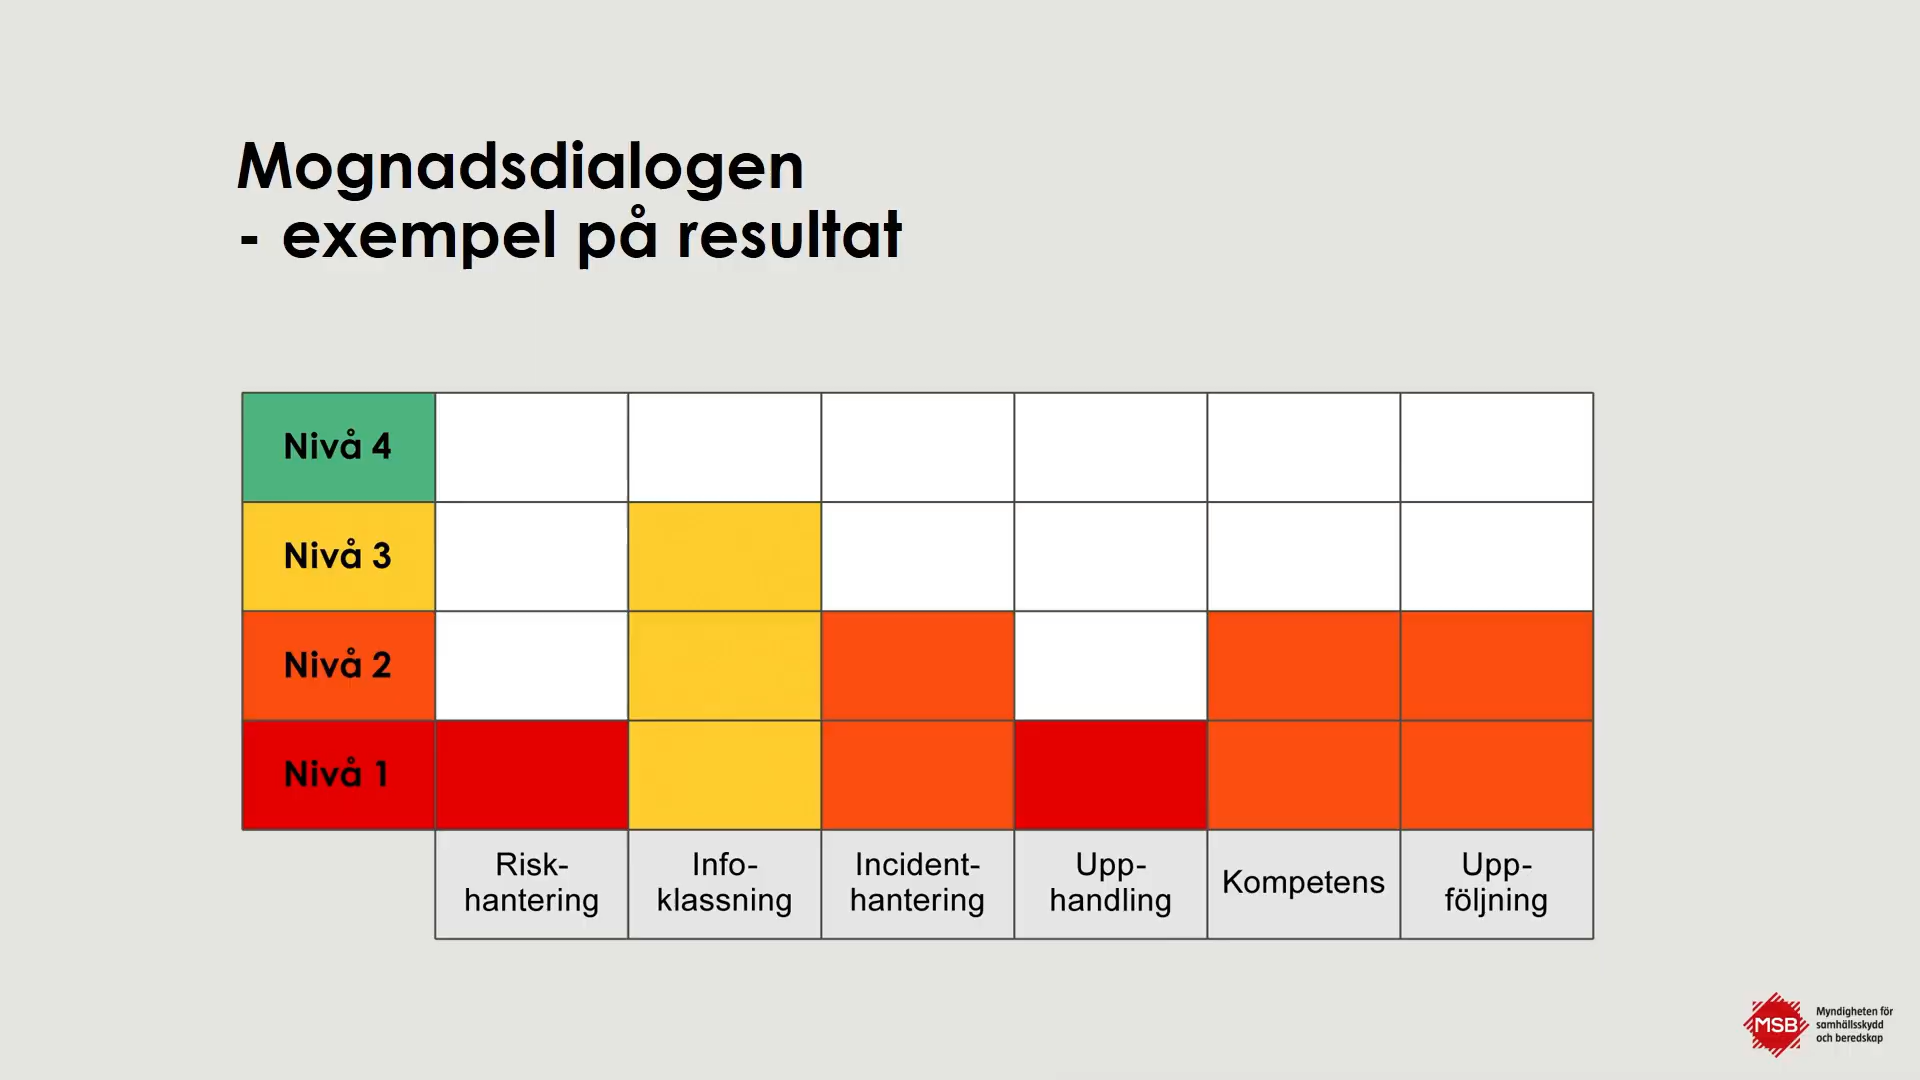 Mognadsdialogen
- exempel på resultat
Nivå 4
Nivå 3
Nivå 2
Nivå 1
Risk-
hantering
Info-
klassning
Incident-
hantering
Upp-
handling
Kompetens
Upp-
följning
MSB
Myndigheten för
samhällsskydd
och beredskap